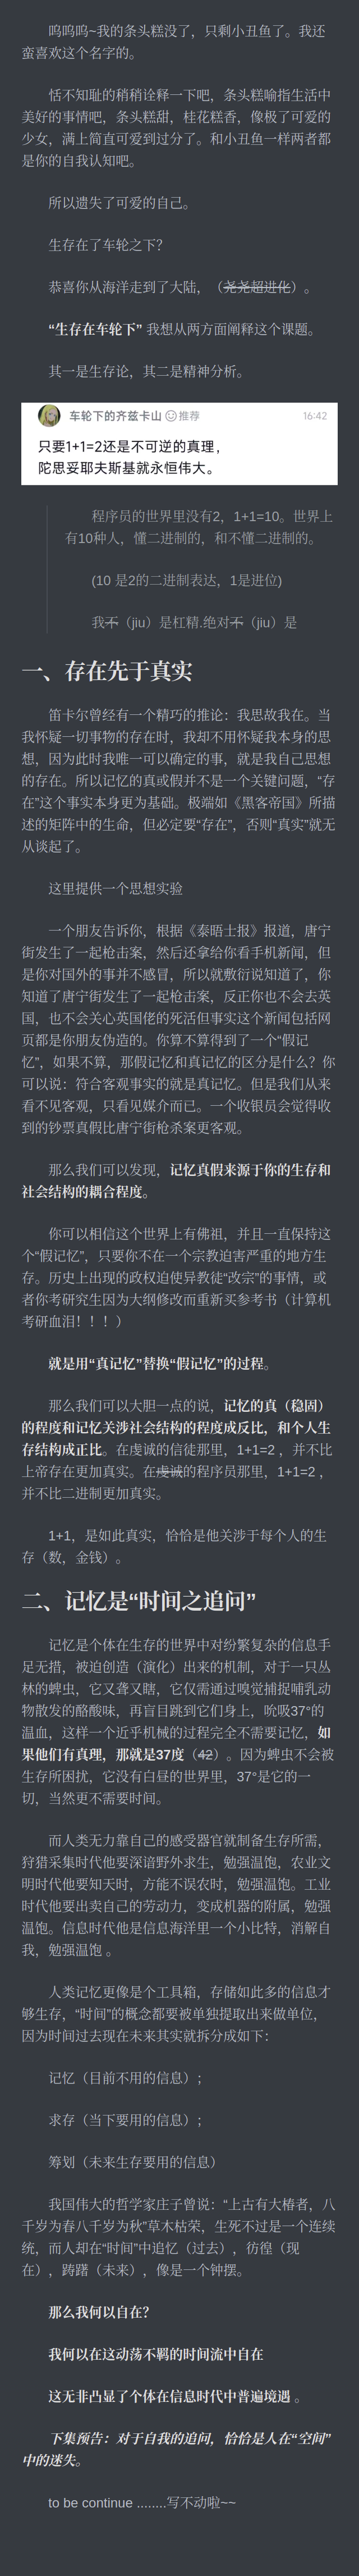 呜呜呜~我的条头糕没了，只剩小丑鱼了。我还
蛮喜欢这个名字的。
恬不知耻的稍稍诠释一下吧，条头糕喻指生活中
美好的事情吧，条头糕甜，桂花糕香，像极了可爱的
少女，满上简直可爱到过分了。和小丑鱼一样两者都
是你的自我认知吧。
所以遗失了可爱的自己。
生存在了车轮之下？
恭喜你从海洋走到了大陆，（尧尧超进化）。
“生存在车轮下” 我想从两方面阐释这个课题。
其一是生存论，其二是精神分析。
车轮下的齐兹卡山 推荐 16:42
只要1+1=2还是不可逆的真理，
陀思妥耶夫斯基就永恒伟大。
程序员的世界里没有2，1+1=10。世界上
有10种人，懂二进制的，和不懂二进制的。
(10 是2的二进制表达，1是进位)
我不（jiu）是杠精.绝对不（jiu）是
一、存在先于真实
笛卡尔曾经有一个精巧的推论：我思故我在。当
我怀疑一切事物的存在时，我却不用怀疑我本身的思
想，因为此时我唯一可以确定的事，就是我自己思想
的存在。所以记忆的真或假并不是一个关键问题，“存
在”这个事实本身更为基础。极端如《黑客帝国》所描
述的矩阵中的生命，但必定要“存在”，否则“真实”就无
从谈起了。
这里提供一个思想实验
一个朋友告诉你，根据《泰晤士报》报道，唐宁
街发生了一起枪击案，然后还拿给你看手机新闻，但
是你对国外的事并不感冒，所以就敷衍说知道了，你
知道了唐宁街发生了一起枪击案，反正你也不会去英
国，也不会关心英国佬的死活但事实这个新闻包括网
页都是你朋友伪造的。你算不算得到了一个“假记
忆”，如果不算，那假记忆和真记忆的区分是什么？你
可以说：符合客观事实的就是真记忆。但是我们从来
看不见客观，只看见媒介而已。一个收银员会觉得收
到的钞票真假比唐宁街枪杀案更客观。
那么我们可以发现，记忆真假来源于你的生存和
社会结构的耦合程度。
你可以相信这个世界上有佛祖，并且一直保持这
个“假记忆”，只要你不在一个宗教迫害严重的地方生
存。历史上出现的政权迫使异教徒“改宗”的事情，或
者你考研究生因为大纲修改而重新买参考书（计算机
考研血泪！！！）
就是用“真记忆”替换“假记忆”的过程。
那么我们可以大胆一点的说，记忆的真（稳固）
的程度和记忆关涉社会结构的程度成反比，和个人生
存结构成正比。在虔诚的信徒那里，1+1=2 ，并不比
上帝存在更加真实。在虔诚的程序员那里，1+1=2 ，
并不比二进制更加真实。
1+1，是如此真实，恰恰是他关涉于每个人的生
存（数，金钱）。
二、记忆是“时间之追问”
记忆是个体在生存的世界中对纷繁复杂的信息手
足无措，被迫创造（演化）出来的机制，对于一只丛
林的蜱虫，它又聋又瞎，它仅需通过嗅觉捕捉哺乳动
物散发的酪酸味，再盲目跳到它们身上，吮吸37°的
温血，这样一个近乎机械的过程完全不需要记忆，如
果他们有真理，那就是37度（42）。因为蜱虫不会被
生存所困扰，它没有白昼的世界里，37°是它的一
切，当然更不需要时间。
而人类无力靠自己的感受器官就制备生存所需，
狩猎采集时代他要深谙野外求生，勉强温饱，农业文
明时代他要知天时，方能不误农时，勉强温饱。工业
时代他要出卖自己的劳动力，变成机器的附属，勉强
温饱。信息时代他是信息海洋里一个小比特，消解自
我，勉强温饱 。
人类记忆更像是个工具箱，存储如此多的信息才
够生存，“时间”的概念都要被单独提取出来做单位，
因为时间过去现在未来其实就拆分成如下：
记忆（目前不用的信息）；
求存（当下要用的信息）；
筹划（未来生存要用的信息）
我国伟大的哲学家庄子曾说：“上古有大椿者，八
千岁为春八千岁为秋”草木枯荣，生死不过是一个连续
统，而人却在“时间”中追忆（过去），彷徨（现
在），踌躇（未来），像是一个钟摆。
那么我何以自在？
我何以在这动荡不羁的时间流中自在
这无非凸显了个体在信息时代中普遍境遇 。
下集预告：对于自我的追问，恰恰是人在“空间”
中的迷失。
to be continue ........写不动啦~~